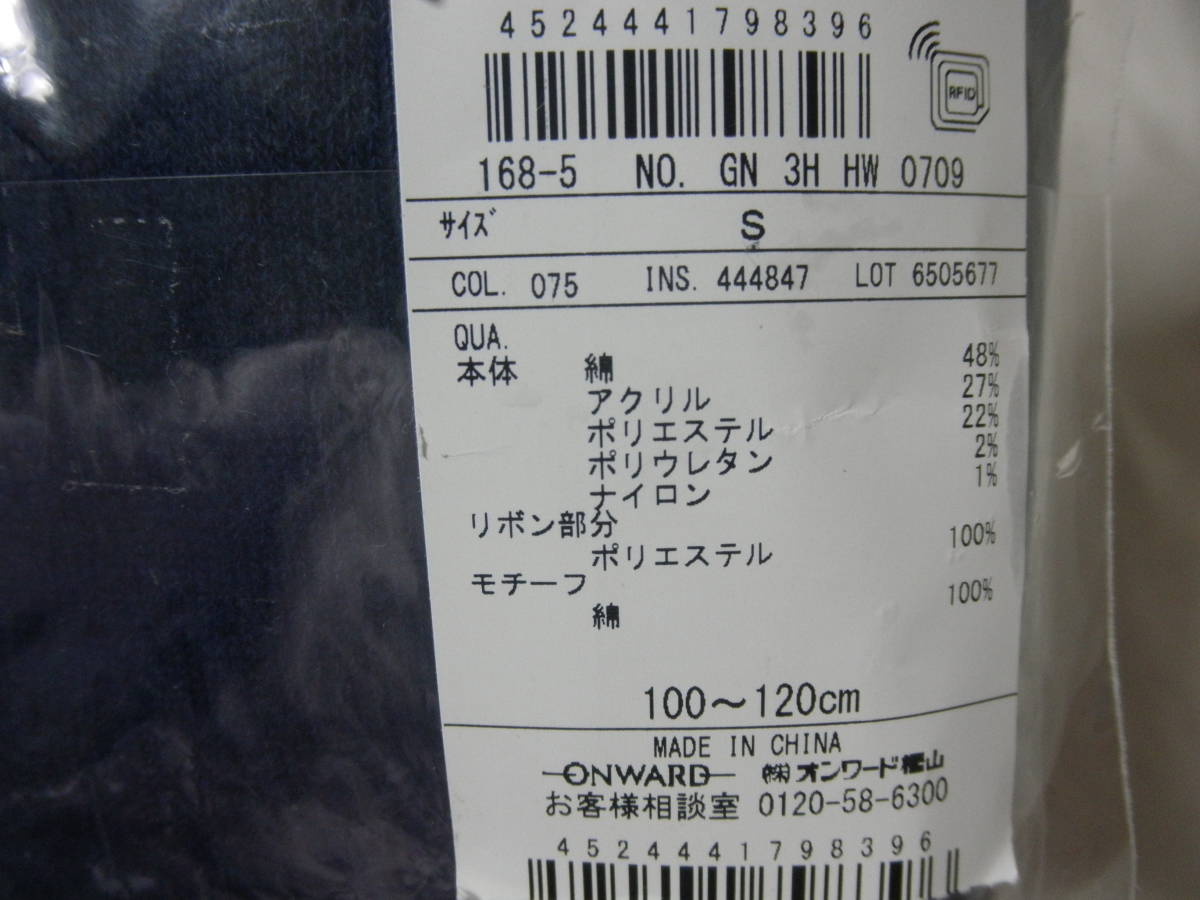 4524441798396
RFID
168-5 NO. GN 3H HW 0709
ｻｲｽﾞ S
COL. 075 INS. 444847 LOT 6505677
QUA.
本体 綿 48%
アクリル 27%
ポリエステル 22%
ポリウレタン 2%
ナイロン 1%
リボン部分
ポリエステル 100%
モチーフ
綿 100%
100～120cm
MADE IN CHINA
ONWARD ㈱オンワード樫山
お客様相談室 0120-58-6300
4524441798396